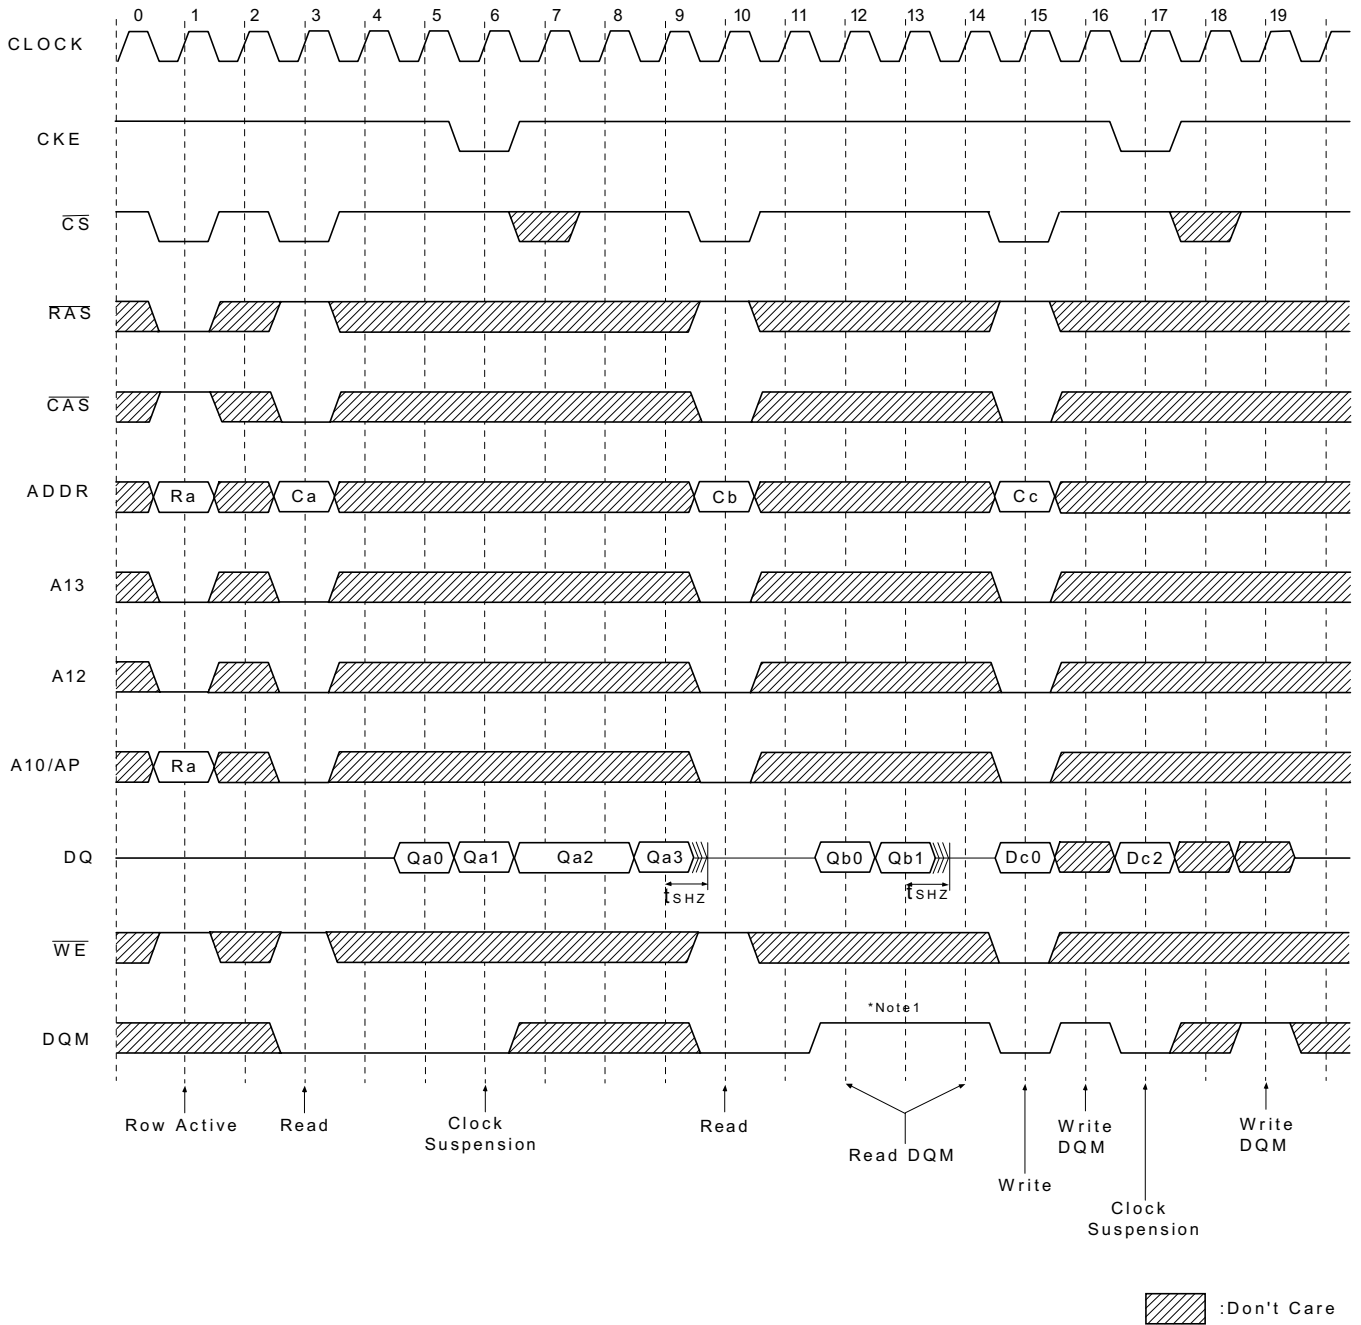 0 1 2 3 4 5 6 7 8 9 10 11 12 13 14 15 16 17 18 19
CLOCK
CKE
CS
RAS
CAS
ADDR Ra Ca Cb Cc
A13
A12
A10/AP Ra
DQ Qa0 Qa1 Qa2 Qa3 Qb0 Qb1 Dc0 Dc2
tSHZ tSHZ
WE
*Note1
DQM
Row Active Read Clock Suspension Read Read DQM Write Write DQM Clock Suspension Write DQM
:Don't Care